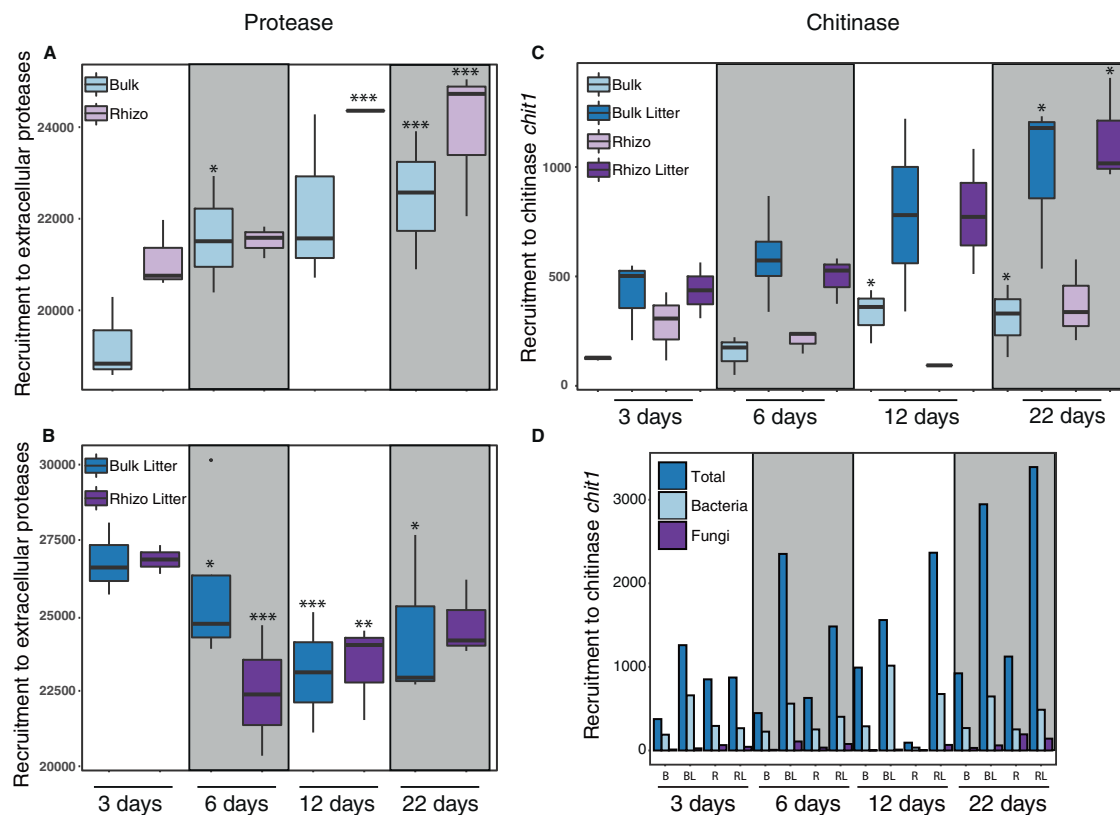 Protease
Chitinase
A
Recruitment to extracellular proteases
Bulk
Rhizo
24000
22000
20000
*
***
***
***
B
Recruitment to extracellular proteases
Bulk Litter
Rhizo Litter
30000
27500
25000
22500
20000
*
***
***
**
*
3 days
6 days
12 days
22 days
C
Recruitment to chitinase chit1
Bulk
Bulk Litter
Rhizo
Rhizo Litter
1000
500
0
*
*
*
*
3 days
6 days
12 days
22 days
D
Recruitment to chitinase chit1
Total
Bacteria
Fungi
3000
2000
1000
0
B BL R RL B BL R RL B BL R RL B BL R RL
3 days
6 days
12 days
22 days